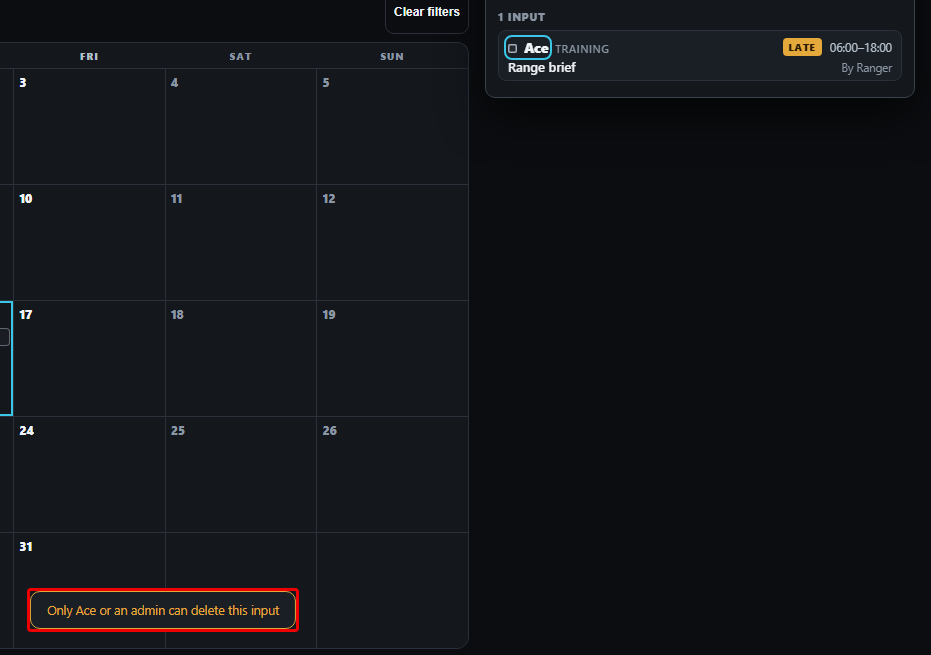 Clear filters
FRI SAT SUN
3 4 5
10 11 12
17 18 19
24 25 26
31
Only Ace or an admin can delete this input
1 INPUT
Ace TRAINING LATE 06:00–18:00
Range brief By Ranger